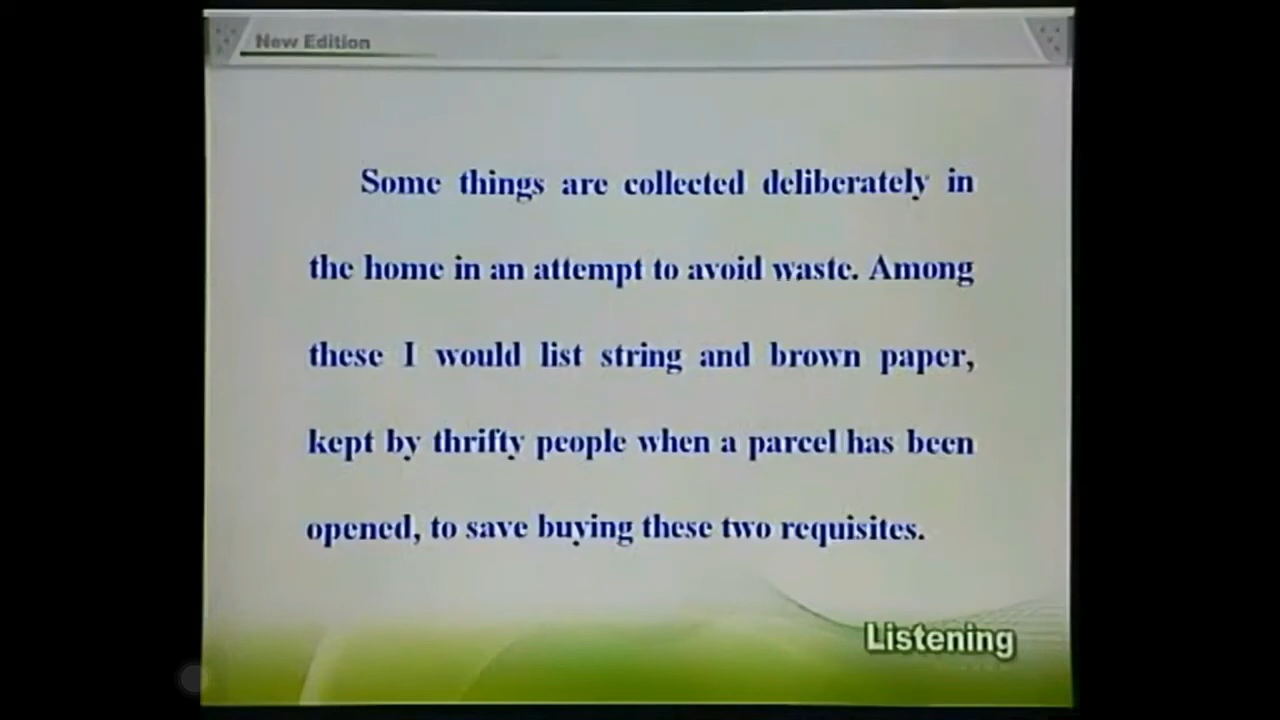 New Edition
Some things are collected deliberately in
the home in an attempt to avoid waste. Among
these I would list string and brown paper,
kept by thrifty people when a parcel has been
opened, to save buying these two requisites.
Listening